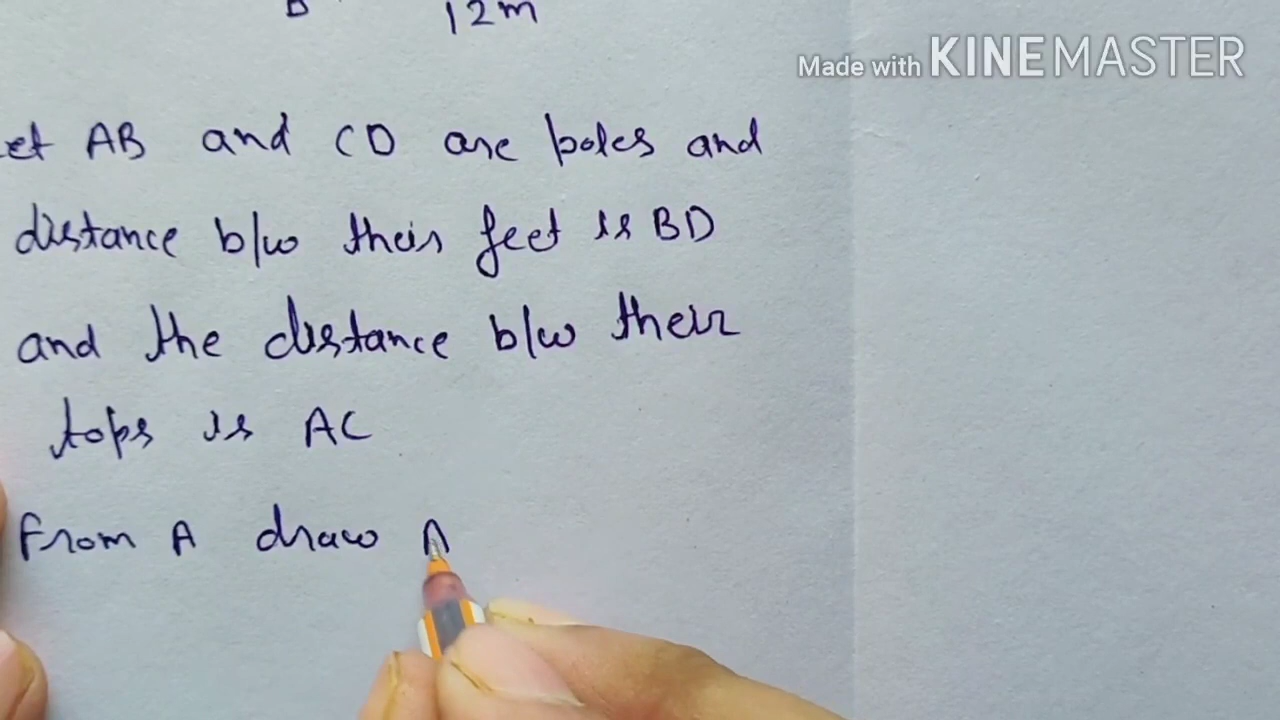 12m
Made with KINEMASTER
et AB and CD are poles and
distance b/w their feet is BD
and the distance b/w their
tops is AC
From A draw A